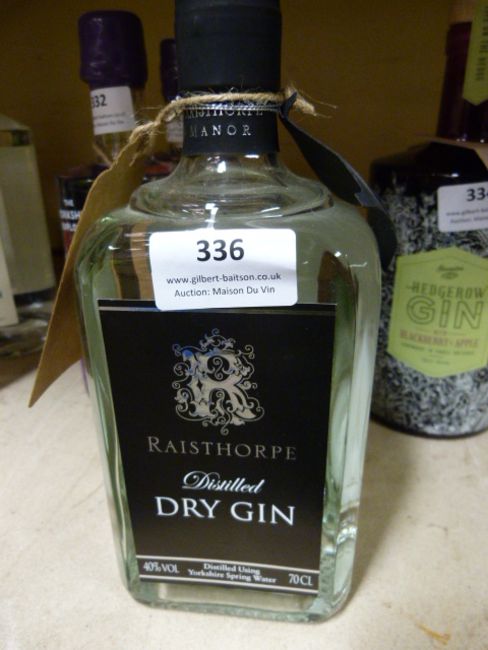 332
RAISTHORPE
MANOR
336
www.gilbert-baitson.co.uk
Auction: Maison Du Vin
R
RAISTHORPE
Distilled
DRY GIN
40% VOL
Distilled Using
Yorkshire Spring Water
70CL
HEDGEROW
GIN
BLACKBERRY & APPLE